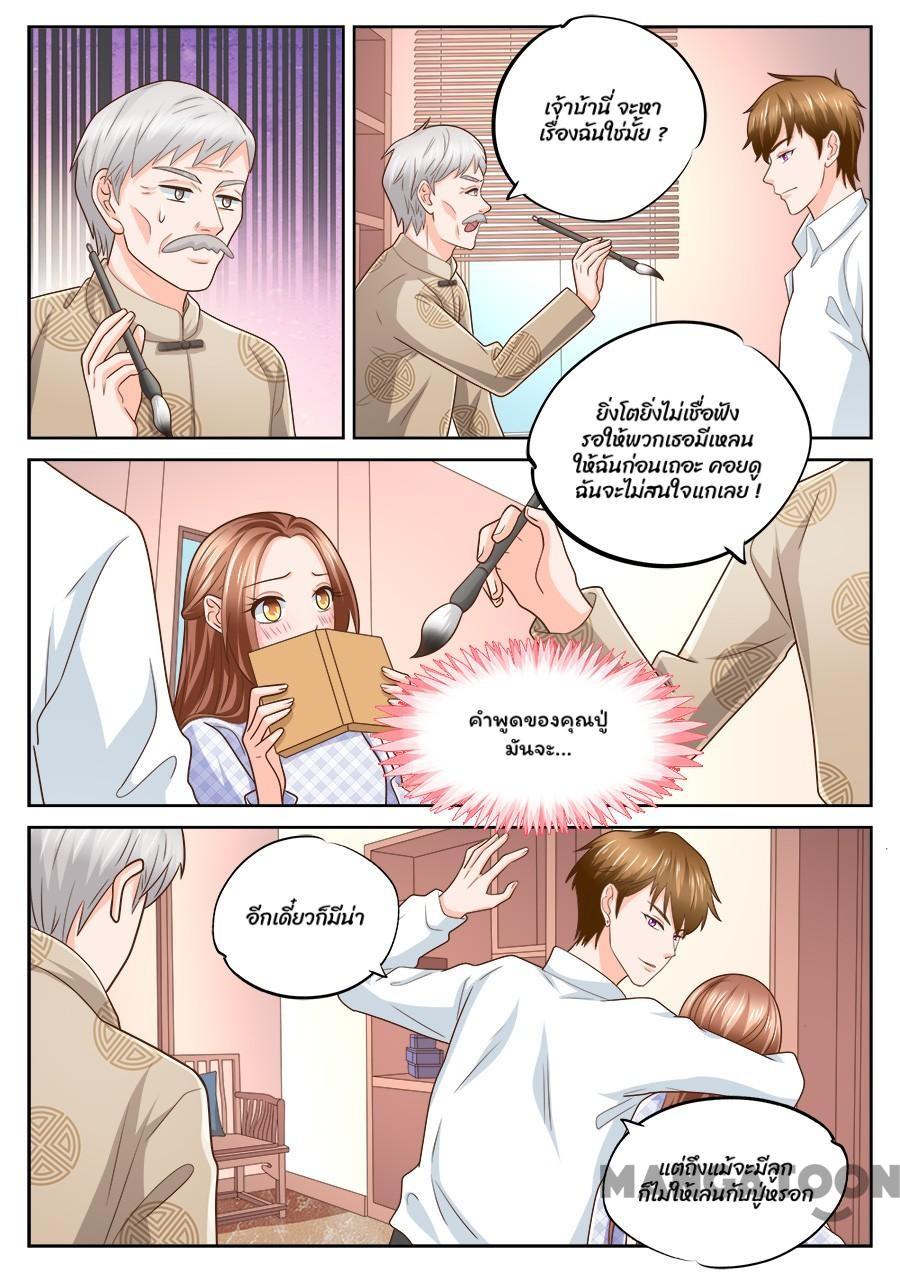 เจ้าบ้านี่ จะหา
เรื่องฉันใช่มั้ย ?
ยิ่งโตยิ่งไม่เชื่อฟัง
รอให้พวกเธอมีเหลน
ให้ฉันก่อนเถอะ คอยดู
ฉันจะไม่สนใจแกเลย !
คำพูดของคุณปู่
มันจะ...
อีกเดี๋ยวก็มีน่า
แต่ถึงแม้จะมีลูก
ก็ไม่ให้เล่นกับปู่หรอก
MANGATOON